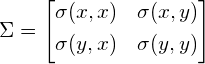 Σ = [ σ(x, x) σ(x, y)
σ(y, x) σ(y, y) ]